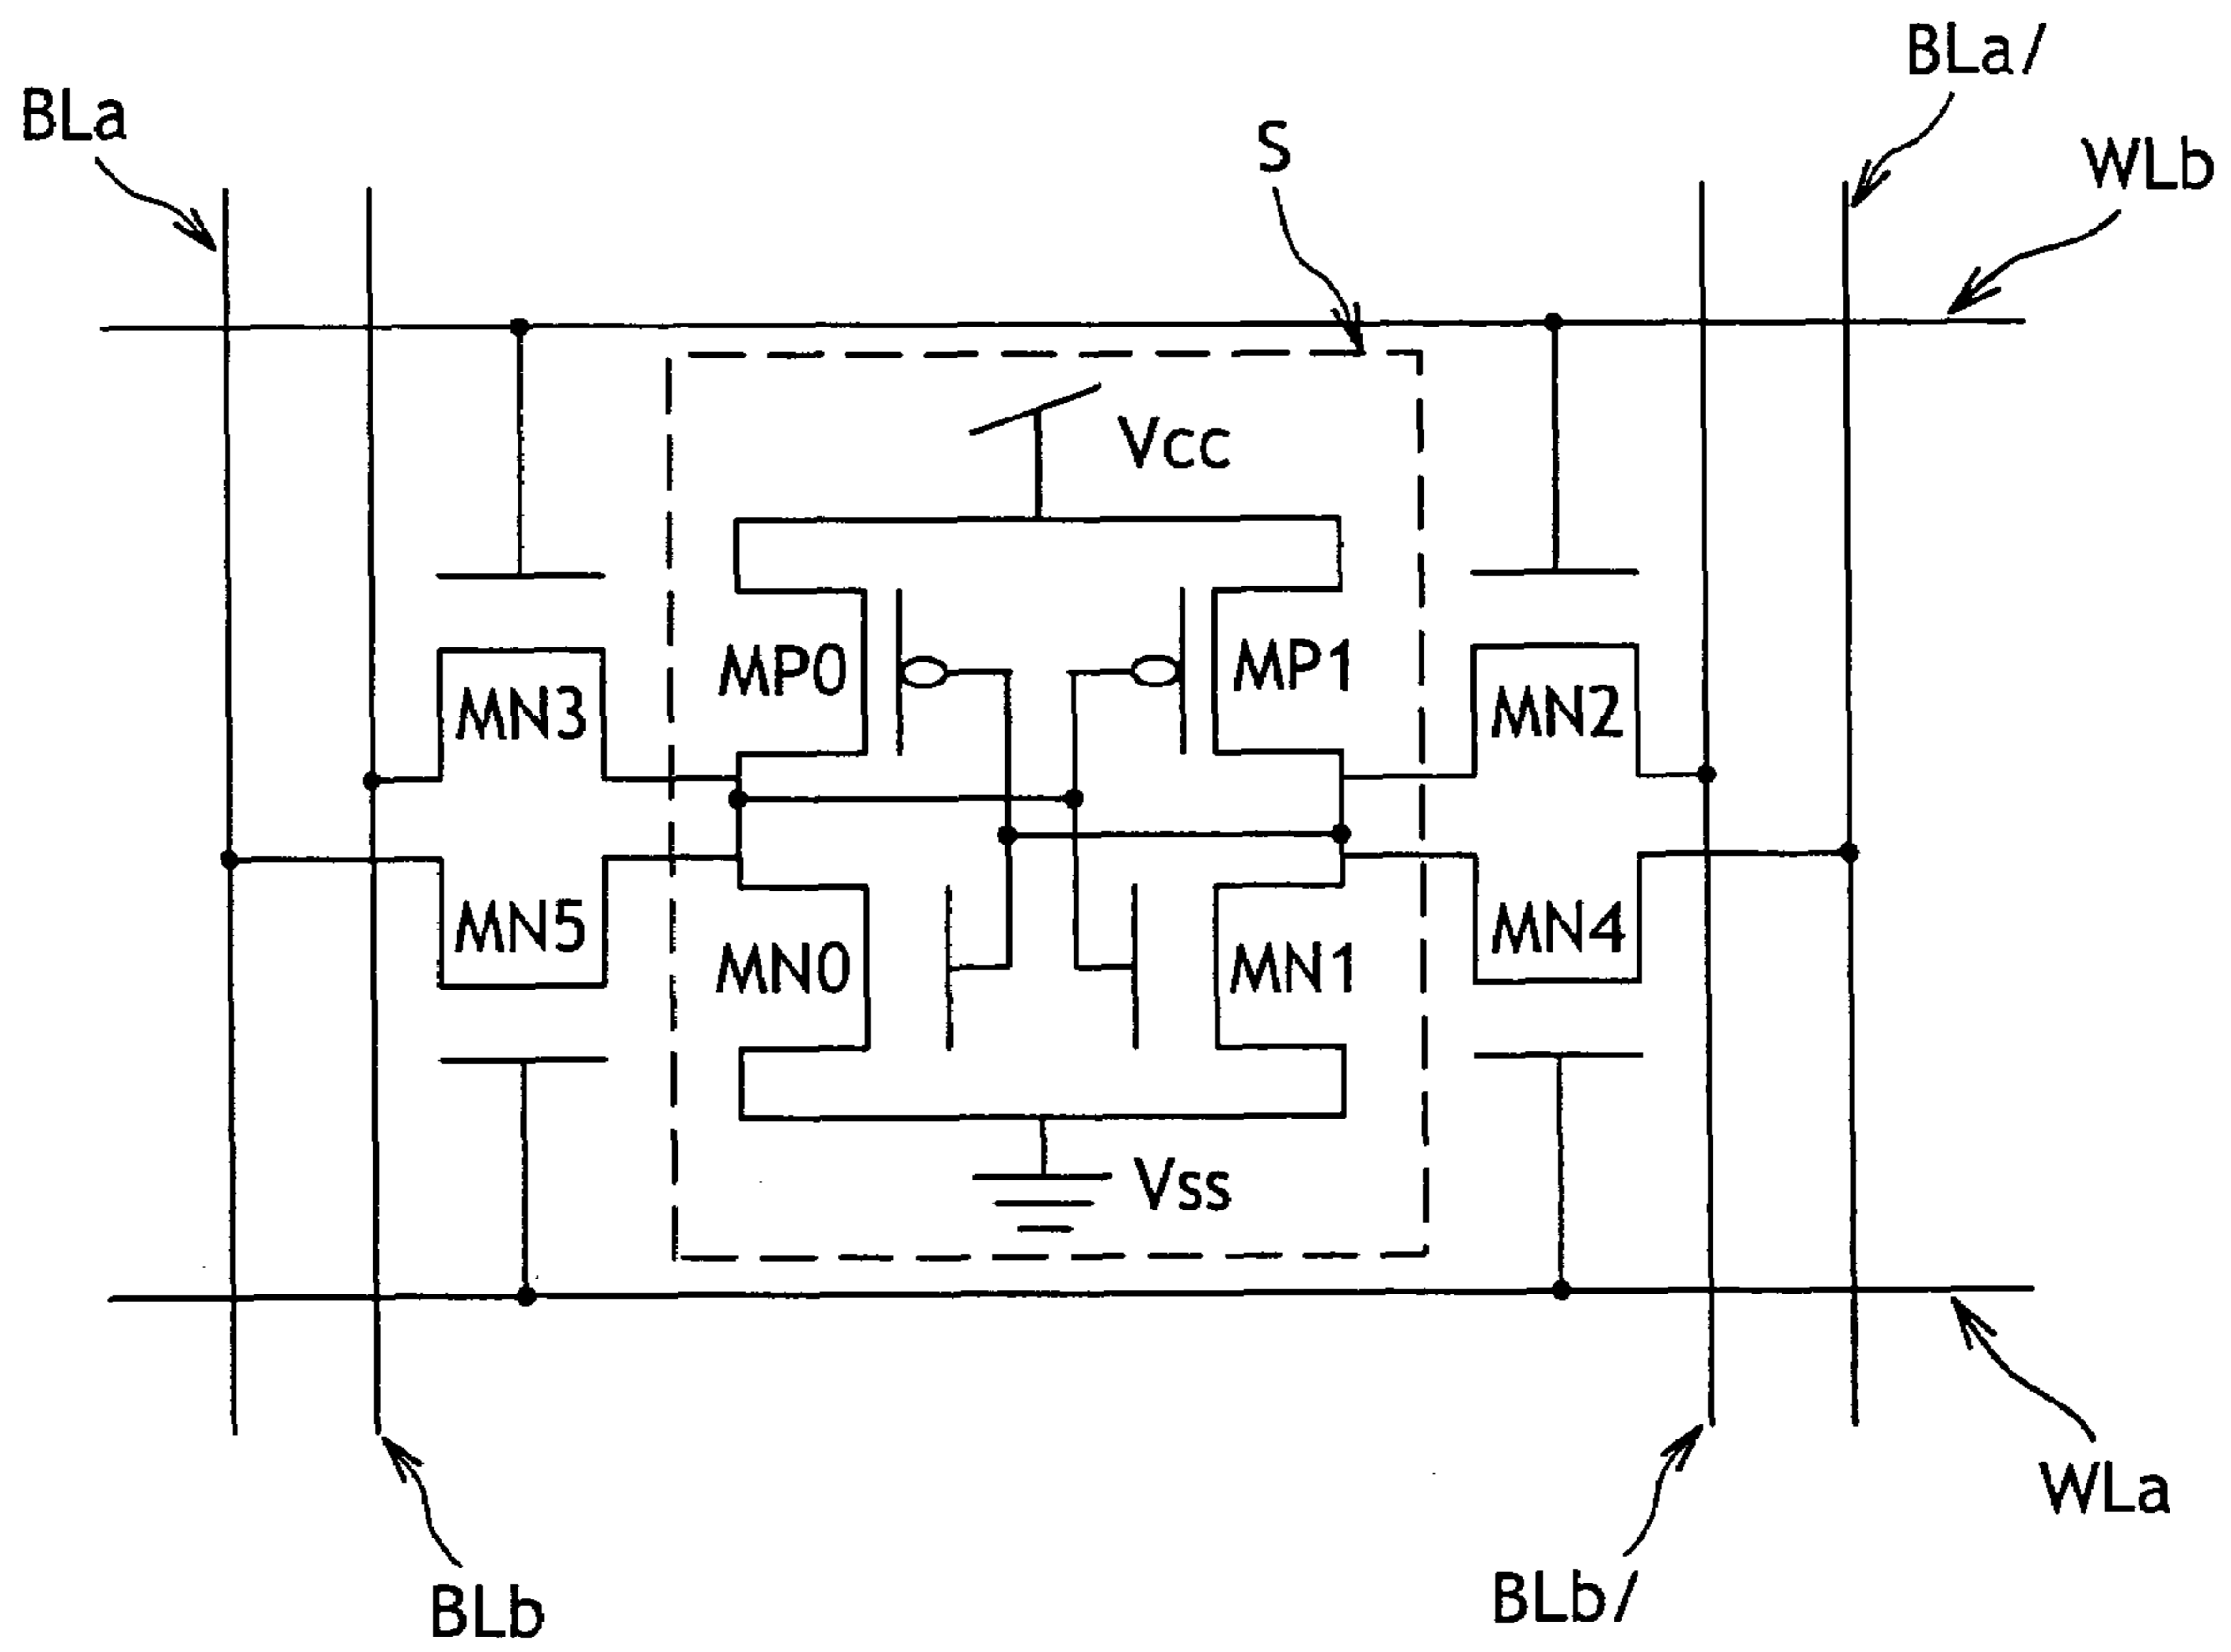 BLa/
BLa
S
WLb
Vcc
MP0
MP1
MN3
MN2
MN5
MN4
MN0
MN1
Vss
WLa
BLb
BLb/